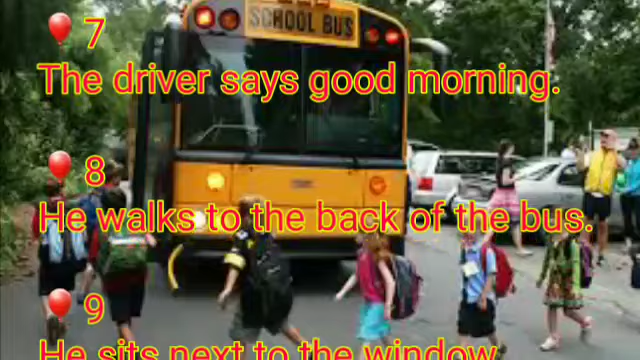 SCHOOL BUS
🎈 7
The driver says good morning.
🎈 8
He walks to the back of the bus.
🎈 9
He sits next to the window